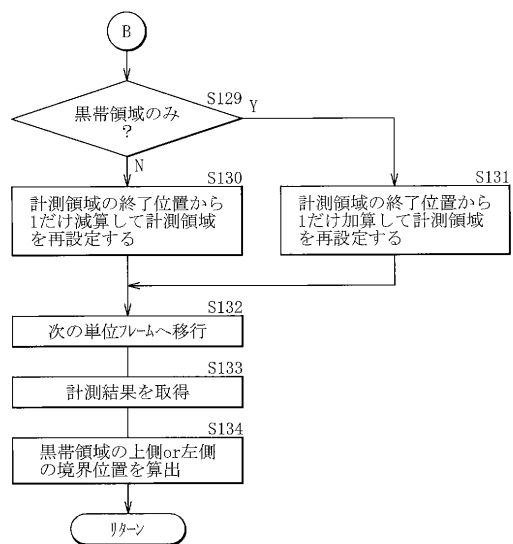 B
S129
黒帯領域のみ
?
Y
N
S130
計測領域の終了位置から
1だけ減算して計測領域
を再設定する
S131
計測領域の終了位置から
1だけ加算して計測領域
を再設定する
S132
次の単位フレームへ移行
S133
計測結果を取得
S134
黒帯領域の上側or左側
の境界位置を算出
リターン